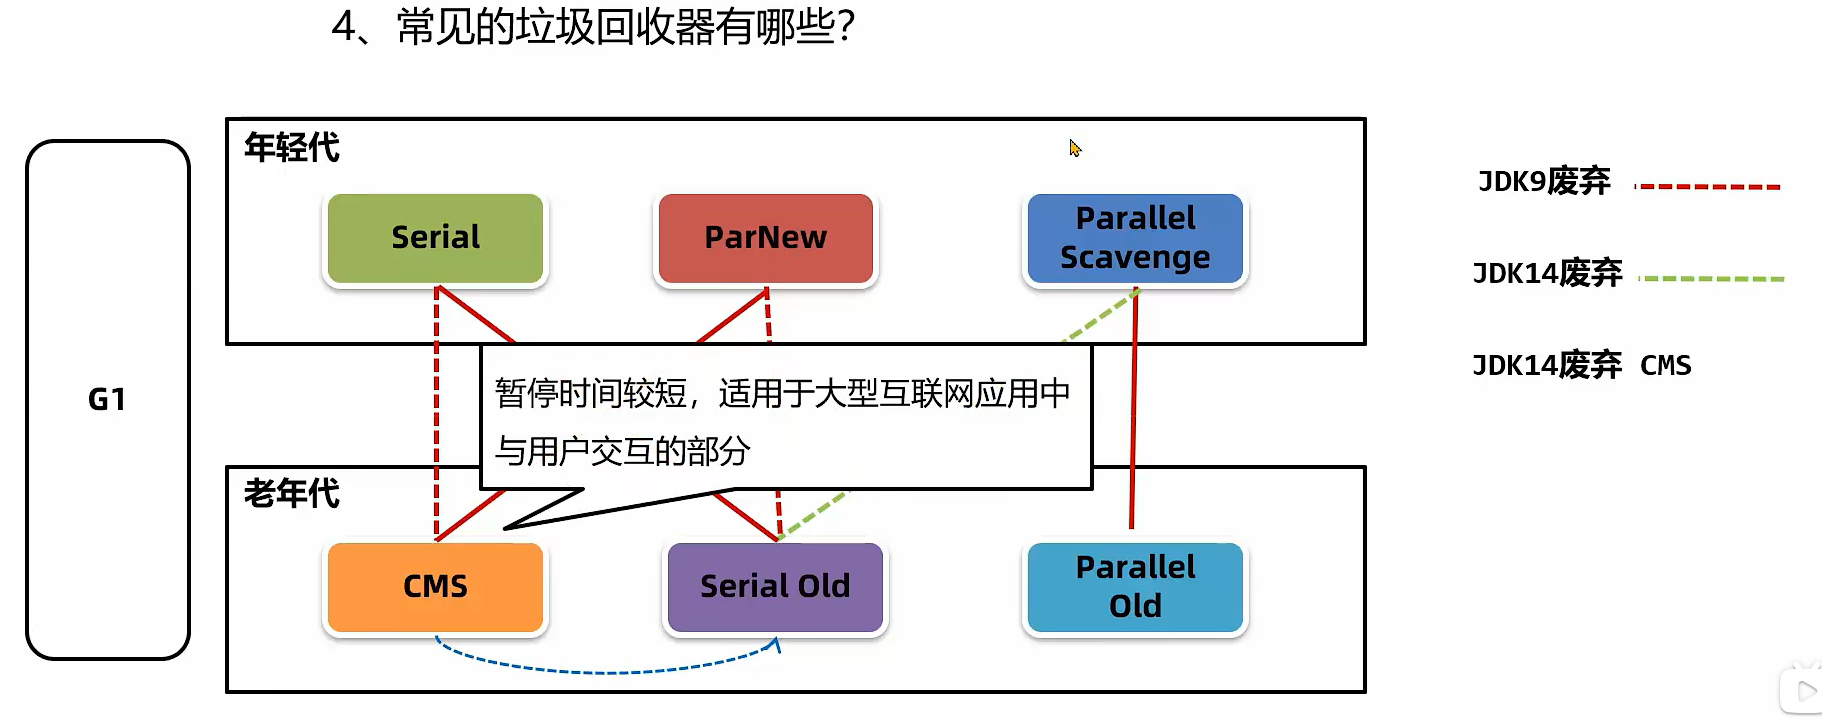 4、常见的垃圾回收器有哪些？
年轻代
Serial
ParNew
Parallel
Scavenge
G1
暂停时间较短，适用于大型互联网应用中
与用户交互的部分
老年代
CMS
Serial Old
Parallel
Old
JDK9废弃
JDK14废弃
JDK14废弃 CMS